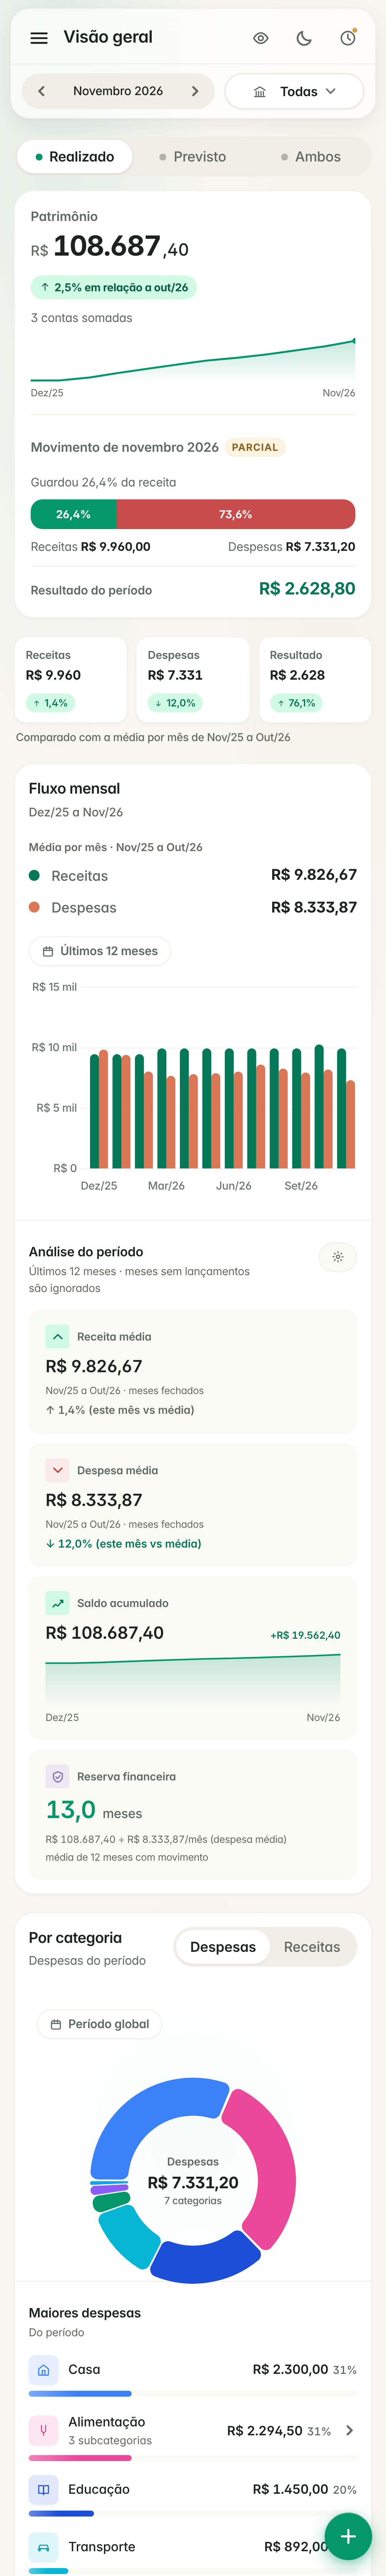 Visão geral
Novembro 2026
Todas
Realizado
Previsto
Ambos
Patrimônio
R$ 108.687,40
↑ 2,5% em relação a out/26
3 contas somadas
Dez/25
Nov/26
Movimento de novembro 2026 PARCIAL
Guardou 26,4% da receita
26,4%
73,6%
Receitas R$ 9.960,00
Despesas R$ 7.331,20
Resultado do período
R$ 2.628,80
Receitas
R$ 9.960
↑ 1,4%
Despesas
R$ 7.331
↓ 12,0%
Resultado
R$ 2.628
↑ 76,1%
Comparado com a média por mês de Nov/25 a Out/26
Fluxo mensal
Dez/25 a Nov/26
Média por mês · Nov/25 a Out/26
Receitas
R$ 9.826,67
Despesas
R$ 8.333,87
Últimos 12 meses
R$ 15 mil
R$ 10 mil
R$ 5 mil
R$ 0
Dez/25
Mar/26
Jun/26
Set/26
Análise do período
Últimos 12 meses · meses sem lançamentos
são ignorados
Receita média
R$ 9.826,67
Nov/25 a Out/26 · meses fechados
↑ 1,4% (este mês vs média)
Despesa média
R$ 8.333,87
Nov/25 a Out/26 · meses fechados
↓ 12,0% (este mês vs média)
Saldo acumulado
R$ 108.687,40
+R$ 19.562,40
Dez/25
Nov/26
Reserva financeira
13,0 meses
R$ 108.687,40 ÷ R$ 8.333,87/mês (despesa média)
média de 12 meses com movimento
Por categoria
Despesas do período
Despesas
Receitas
Período global
Despesas
R$ 7.331,20
7 categorias
Maiores despesas
Do período
Casa
R$ 2.300,00 31%
Alimentação
3 subcategorias
R$ 2.294,50 31%
Educação
R$ 1.450,00 20%
Transporte
R$ 892,00